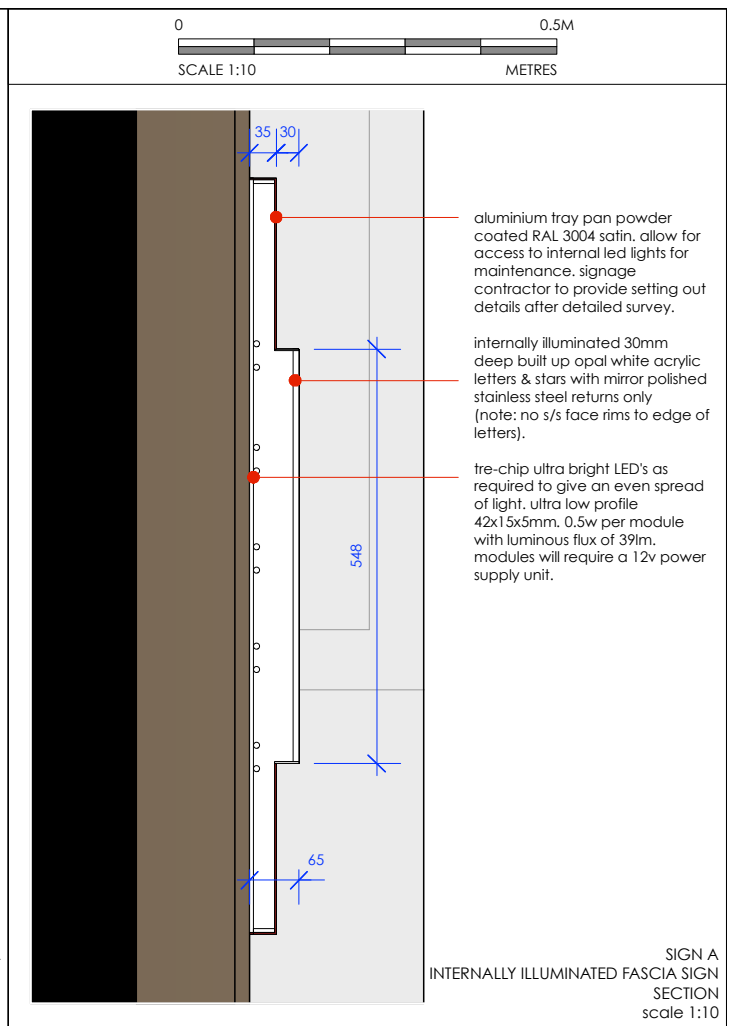 0 0.5M
SCALE 1:10 METRES
35 30
aluminium tray pan powder
coated RAL 3004 satin. allow for
access to internal led lights for
maintenance. signage
contractor to provide setting out
details after detailed survey.
internally illuminated 30mm
deep built up opal white acrylic
letters & stars with mirror polished
stainless steel returns only
(note: no s/s face rims to edge of
letters).
tre-chip ultra bright LED's as
required to give an even spread
of light. ultra low profile
42x15x5mm. 0.5w per module
with luminous flux of 39lm.
modules will require a 12v power
supply unit.
548
65
SIGN A
INTERNALLY ILLUMINATED FASCIA SIGN
SECTION
scale 1:10